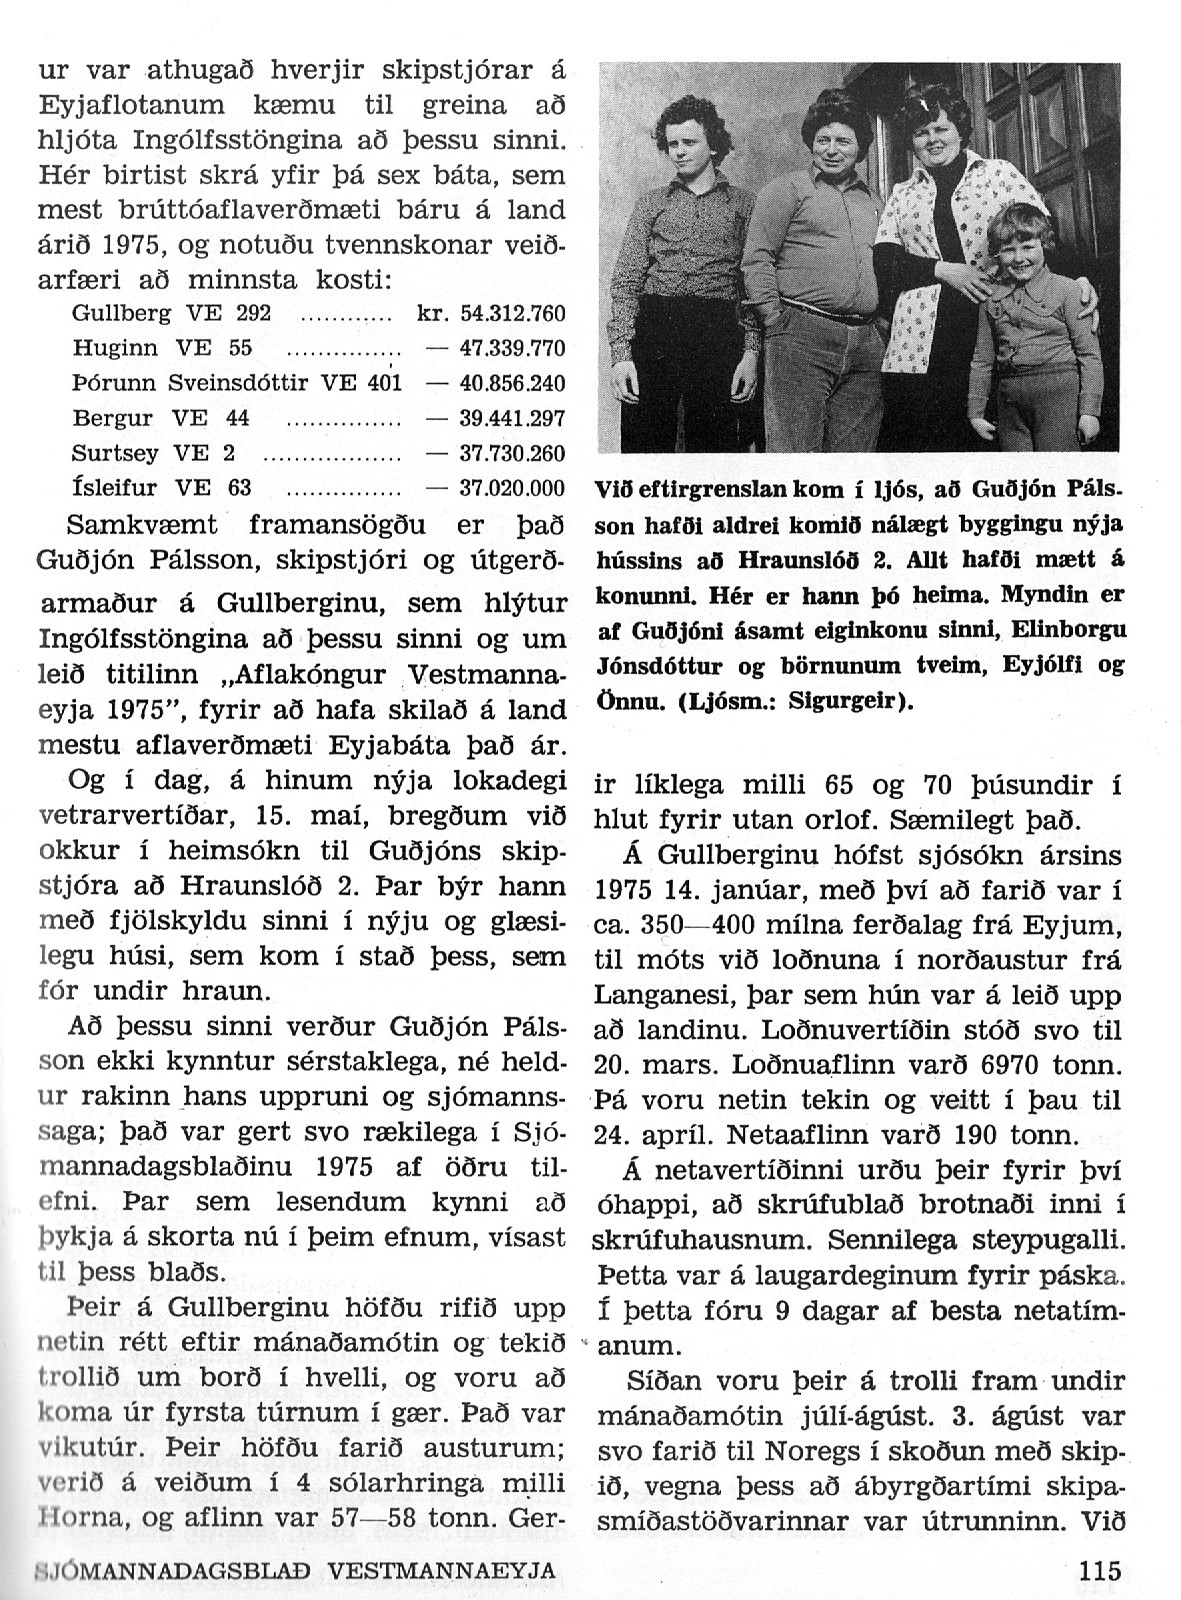 ur var athugað hverjir skipstjórar á
Eyjaflotanum kæmu til greina að
hljóta Ingólfsstöngina að þessu sinni.
Hér birtist skrá yfir þá sex báta, sem
mest brúttóaflaverðmæti báru á land
árið 1975, og notuðu tvennskonar veið-
arfæri að minnsta kosti:
Gullberg VE 292 ............ kr. 54.312.760
Huginn VE 55 ............... — 47.339.770
Þórunn Sveinsdóttir VE 401 — 40.856.240
Bergur VE 44 ............... — 39.441.297
Surtsey VE 2 .................. — 37.730.260
Ísleifur VE 63 ............... — 37.020.000
Samkvæmt framansögðu er það
Guðjón Pálsson, skipstjóri og útgerð-
armaður á Gullberginu, sem hlýtur
Ingólfsstöngina að þessu sinni og um
leið titilinn „Aflakóngur Vestmanna-
eyja 1975”, fyrir að hafa skilað á land
mestu aflaverðmæti Eyjabáta það ár.
Og í dag, á hinum nýja lokadegi
vetrarvertíðar, 15. maí, bregðum við
okkur í heimsókn til Guðjóns skip-
stjóra að Hraunslóð 2. Þar býr hann
með fjölskyldu sinni í nýju og glæsi-
legu húsi, sem kom í stað þess, sem
fór undir hraun.
Að þessu sinni verður Guðjón Páls-
son ekki kynntur sérstaklega, né held-
ur rakinn hans uppruni og sjómanns-
saga; það var gert svo rækilega í Sjó-
mannadagsblaðinu 1975 af öðru til-
efni. Þar sem lesendum kynni að
þykja á skorta nú í þeim efnum, vísast
til þess blaðs.
Þeir á Gullberginu höfðu rifið upp
netin rétt eftir mánaðamótin og tekið
trollið um borð í hvelli, og voru að
koma úr fyrsta túrnum í gær. Það var
vikutúr. Þeir höfðu farið austurum;
verið á veiðum í 4 sólarhringa milli
Horna, og aflinn var 57—58 tonn. Ger-
Við eftirgrenslan kom í ljós, að Guðjón Páls-
son hafði aldrei komið nálægt byggingu nýja
hússins að Hraunslóð 2. Allt hafði mætt á
konunni. Hér er hann þó heima. Myndin er
af Guðjóni ásamt eiginkonu sinni, Elinborgu
Jónsdóttur og börnunum tveim, Eyjólfi og
Önnu. (Ljósm.: Sigurgeir).
ir líklega milli 65 og 70 þúsundir í
hlut fyrir utan orlof. Sæmilegt það.
Á Gullberginu hófst sjósókn ársins
1975 14. janúar, með því að farið var í
ca. 350—400 mílna ferðalag frá Eyjum,
til móts við loðnuna í norðaustur frá
Langanesi, þar sem hún var á leið upp
að landinu. Loðnuvertíðin stóð svo til
20. mars. Loðnuaflinn varð 6970 tonn.
Þá voru netin tekin og veitt í þau til
24. apríl. Netaaflinn varð 190 tonn.
Á netavertíðinni urðu þeir fyrir því
óhappi, að skrúfublað brotnaði inni í
skrúfuhausnum. Sennilega steypugalli.
Þetta var á laugardeginum fyrir páska.
Í þetta fóru 9 dagar af besta netatím-
anum.
Síðan voru þeir á trolli fram undir
mánaðamótin júlí-ágúst. 3. ágúst var
svo farið til Noregs í skoðun með skip-
ið, vegna þess að ábyrgðartími skipa-
smíðastöðvarinnar var útrunninn. Við
SJÓMANNADAGSBLAÐ VESTMANNAEYJA
115